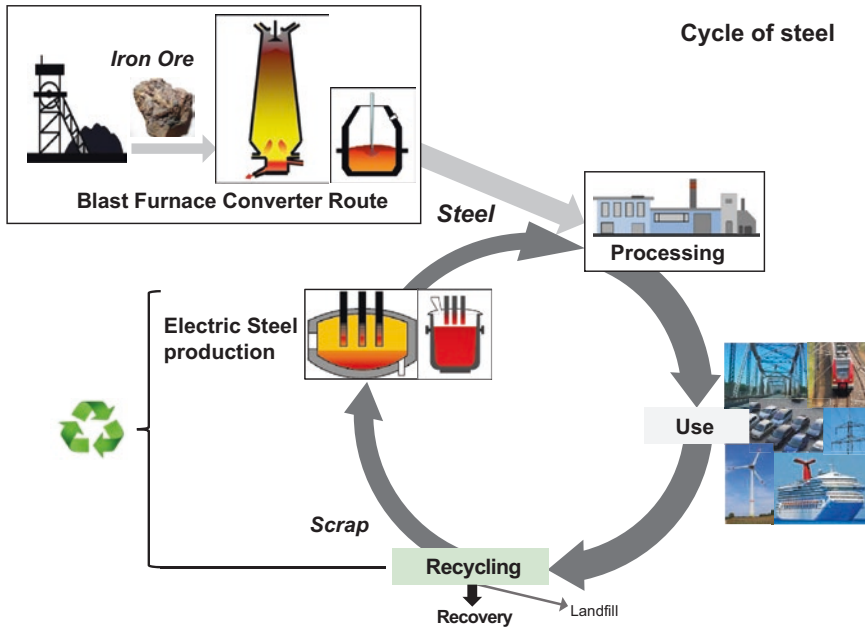 Cycle of steel
Iron Ore
Blast Furnace Converter Route
Steel
Processing
Electric Steel
production
Use
Scrap
Recycling
Recovery
Landfill